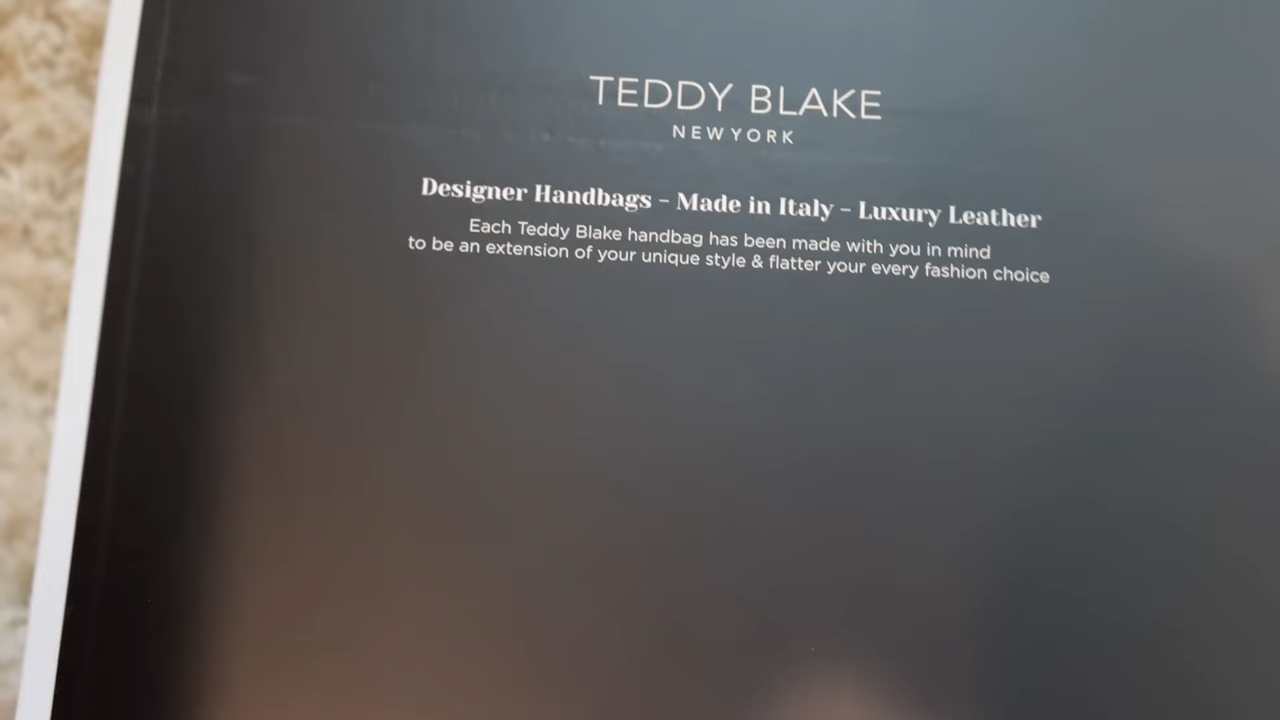 TEDDY BLAKE
NEW YORK
Designer Handbags - Made in Italy - Luxury Leather
Each Teddy Blake handbag has been made with you in mind
to be an extension of your unique style & flatter your every fashion choice